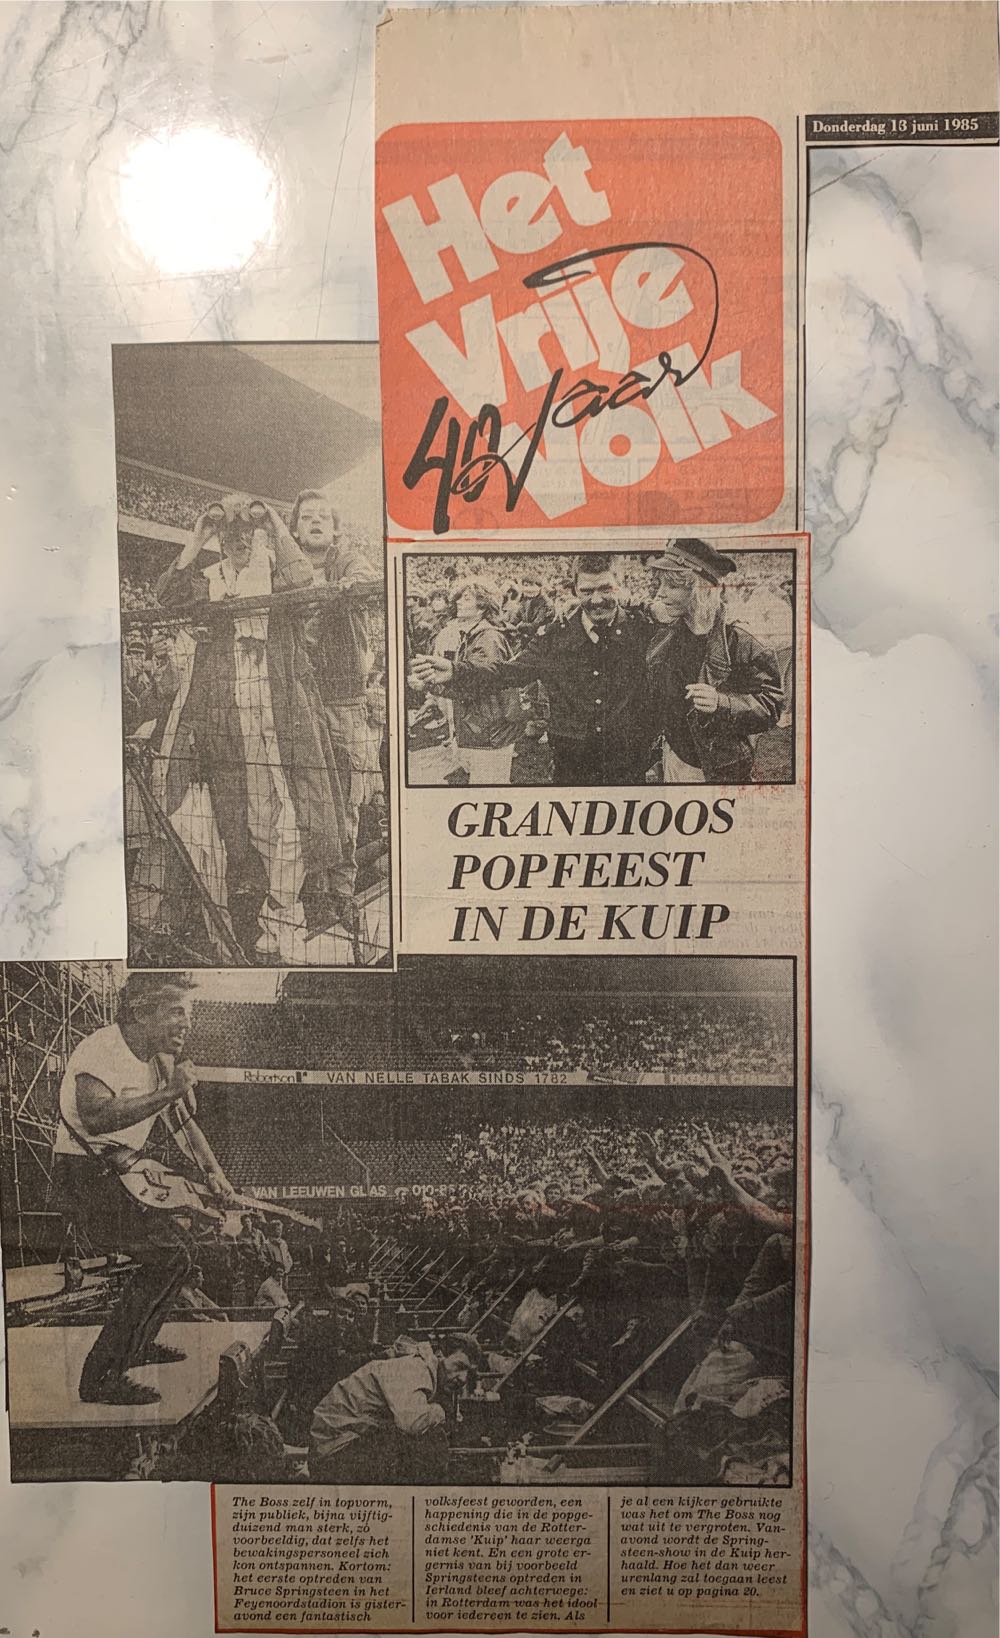 Donderdag 13 juni 1985
Het
Vrije
Volk
40 Jaar
GRANDIOOS
POPFEEST
IN DE KUIP
Robertson
VAN NELLE TABAK SINDS 1782
VAN LEEUWEN GLAS
The Boss zelf in topvorm,
zijn publiek, bijna vijftig-
duizend man sterk, zó
voorbeeldig, dat zelfs het
bewakingspersoneel zich
kon ontspannen. Kortom:
het eerste optreden van
Bruce Springsteen in het
Feyenoordstadion is gister-
avond een fantastisch
volksfeest geworden, een
happening die in de popge-
schiedenis van de Rotter-
damse 'Kuip' haar weerga
niet kent. En een grote er-
gernis van bij voorbeeld
Springsteens optreden in
Ierland bleef achterwege:
in Rotterdam was het idool
voor iedereen te zien. Als
je al een kijker gebruikte
was het om The Boss nog
wat uit te vergroten. Van-
avond wordt de Spring-
steen-show in de Kuip her-
haald. Hoe het dan weer
urenlang zal toegaan leest
en ziet u op pagina 20.